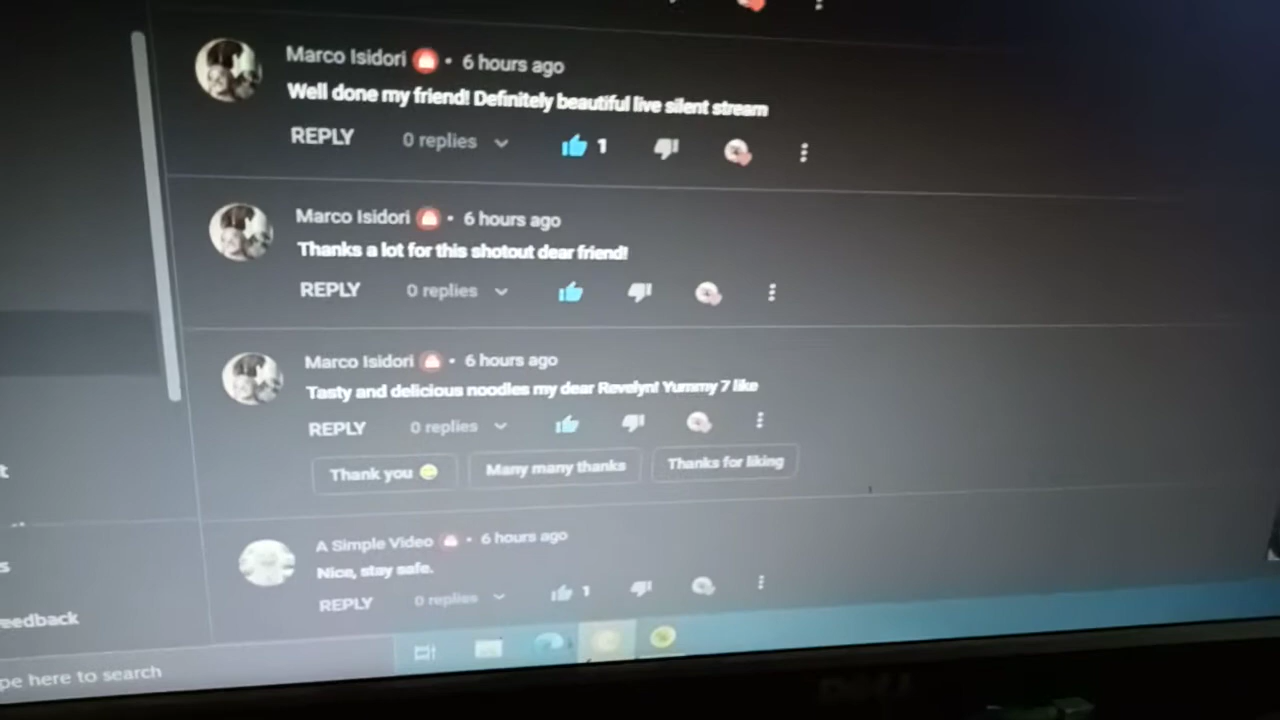 Marco Isidori • 6 hours ago
Well done my friend! Definitely beautiful live silent stream
REPLY 0 replies 1
Marco Isidori • 6 hours ago
Thanks a lot for this shotout dear friend!
REPLY 0 replies
Marco Isidori • 6 hours ago
Tasty and delicious noodles my dear Revelyn! Yummy 7 like
REPLY 0 replies
Thank you Many many thanks Thanks for liking
A Simple Video • 6 hours ago
Nice, stay safe.
REPLY 0 replies 1
t
s
eedback
pe here to search
DELL